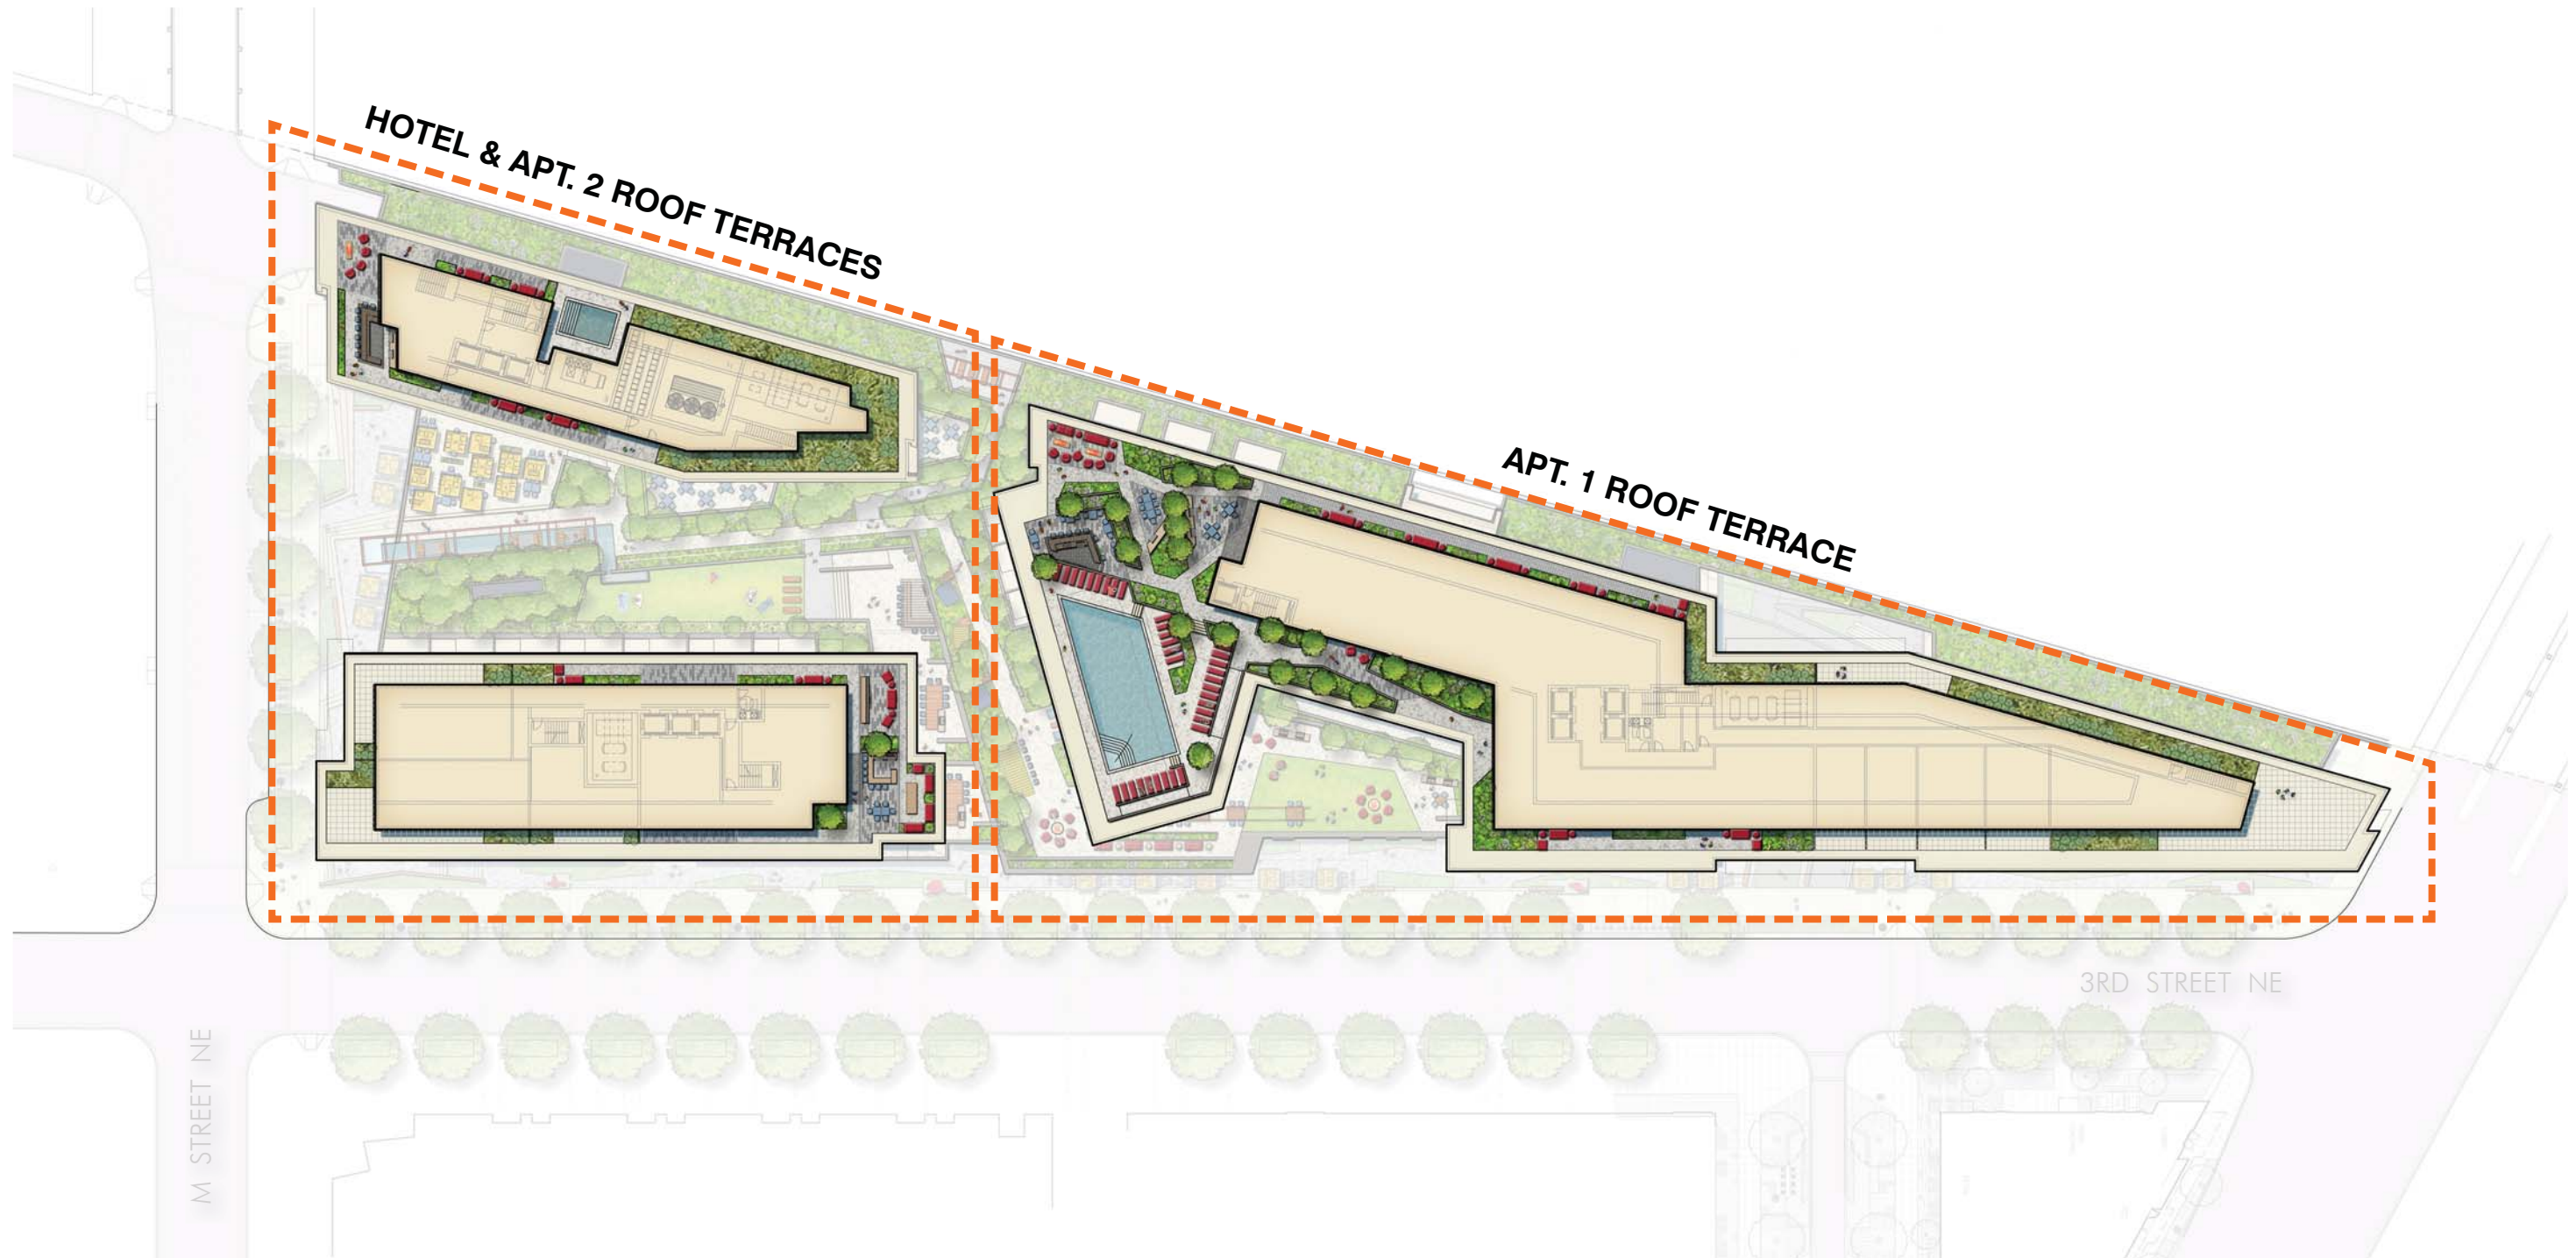 HOTEL & APT. 2 ROOF TERRACES
APT. 1 ROOF TERRACE
3RD STREET NE
M STREET NE